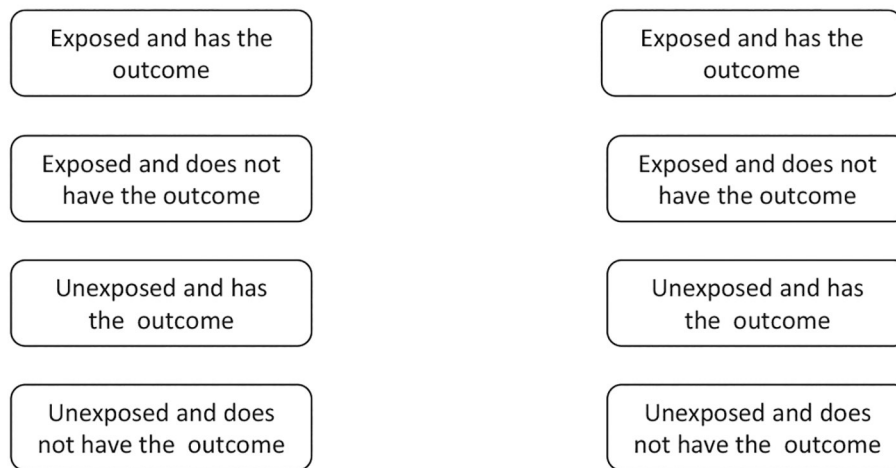 Exposed and has the
outcome
Exposed and has the
outcome
Exposed and does not
have the outcome
Exposed and does not
have the outcome
Unexposed and has
the outcome
Unexposed and has
the outcome
Unexposed and does
not have the outcome
Unexposed and does
not have the outcome